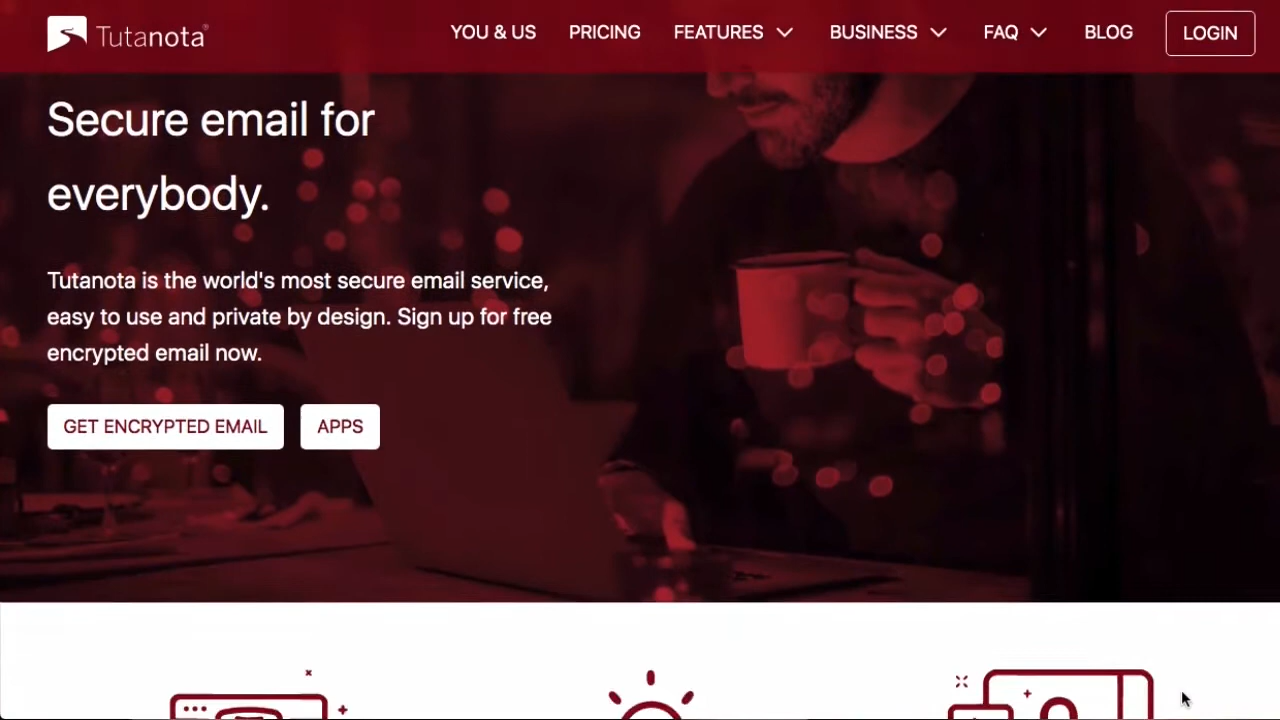 Tutanota®
YOU & US PRICING FEATURES BUSINESS FAQ BLOG LOGIN
Secure email for
everybody.
Tutanota is the world's most secure email service,
easy to use and private by design. Sign up for free
encrypted email now.
GET ENCRYPTED EMAIL APPS